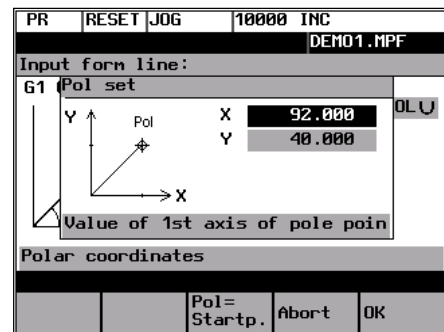 PR RESET JOG 10000 INC
DEMO1.MPF
Input form line:
G1
Pol set
Y Pol X 92.000
OL
Y 40.000
X
Value of 1st axis of pole poin
Polar coordinates
Pol= Startp. Abort OK